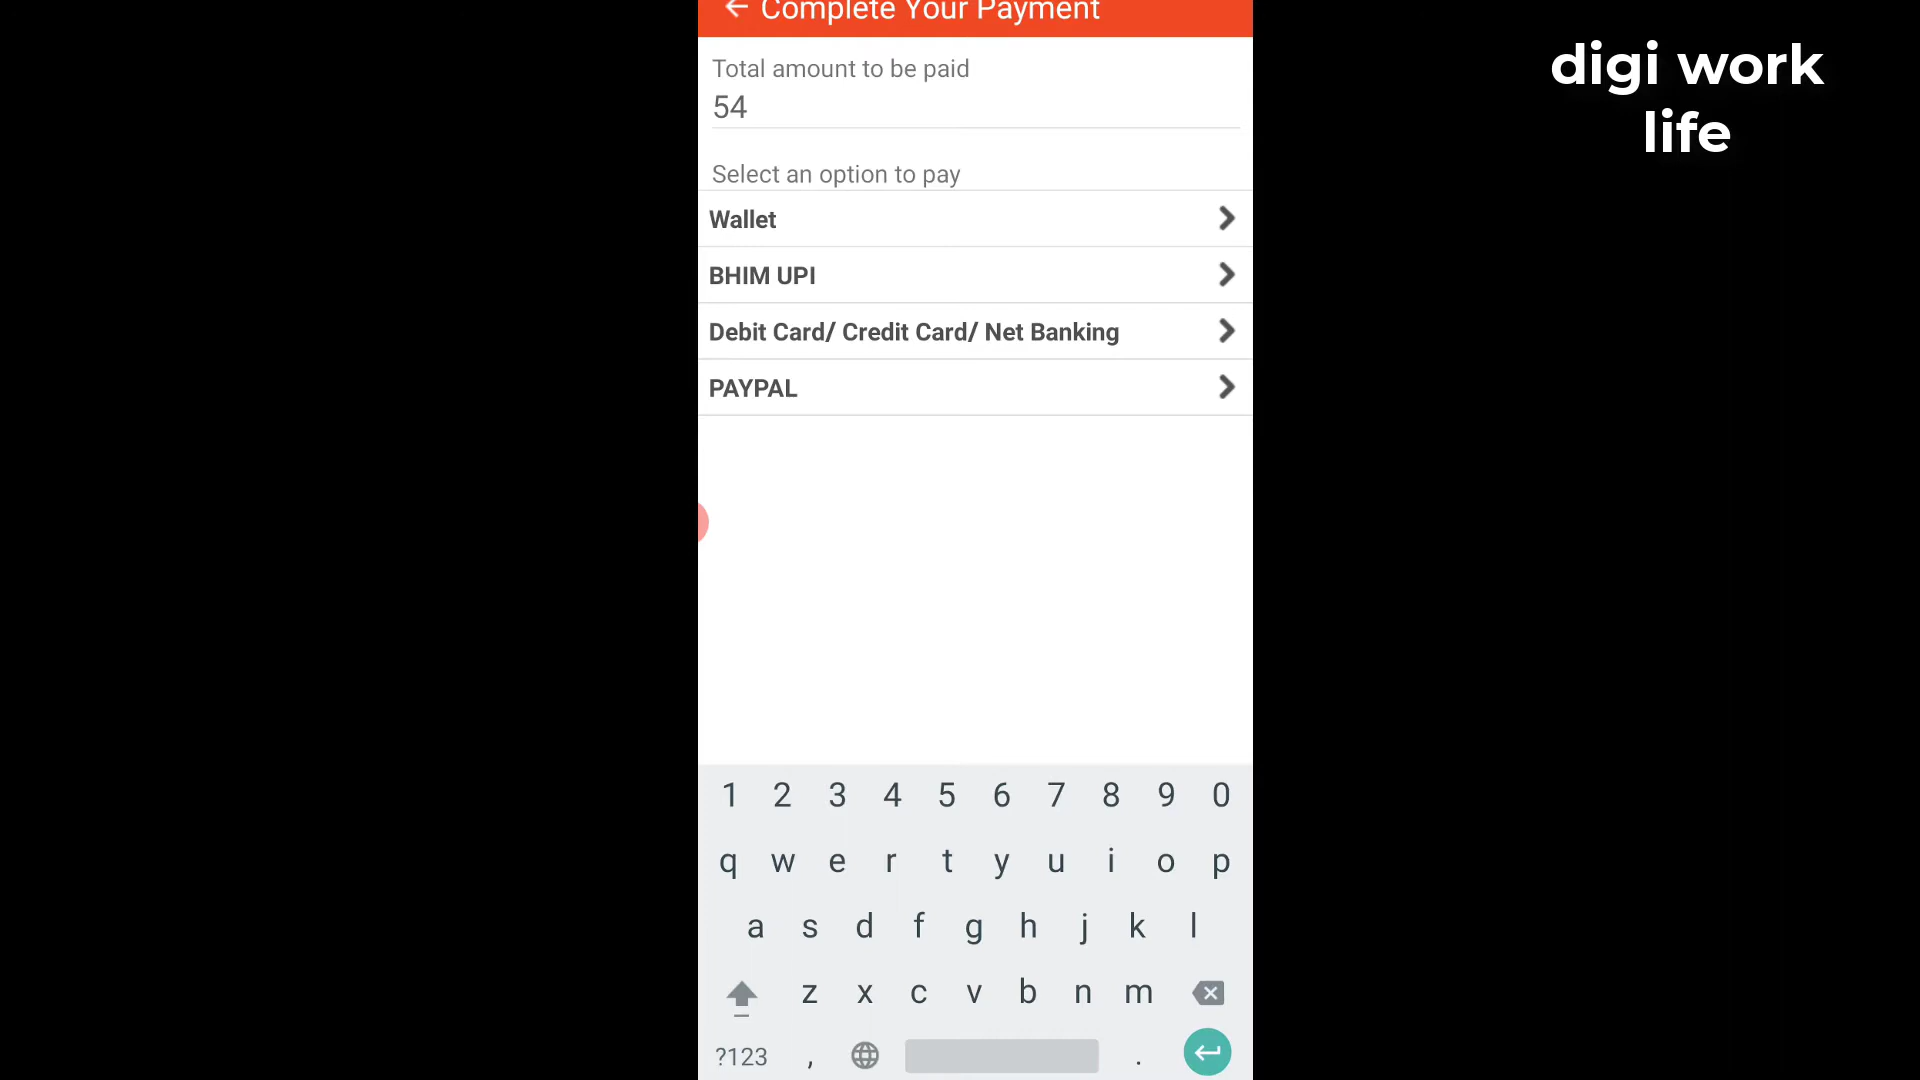 Complete Your Payment
digi work
life
Total amount to be paid
54
Select an option to pay
Wallet
BHIM UPI
Debit Card/ Credit Card/ Net Banking
PAYPAL
1 2 3 4 5 6 7 8 9 0
q w e r t y u i o p
a s d f g h j k l
z x c v b n m
?123 , .